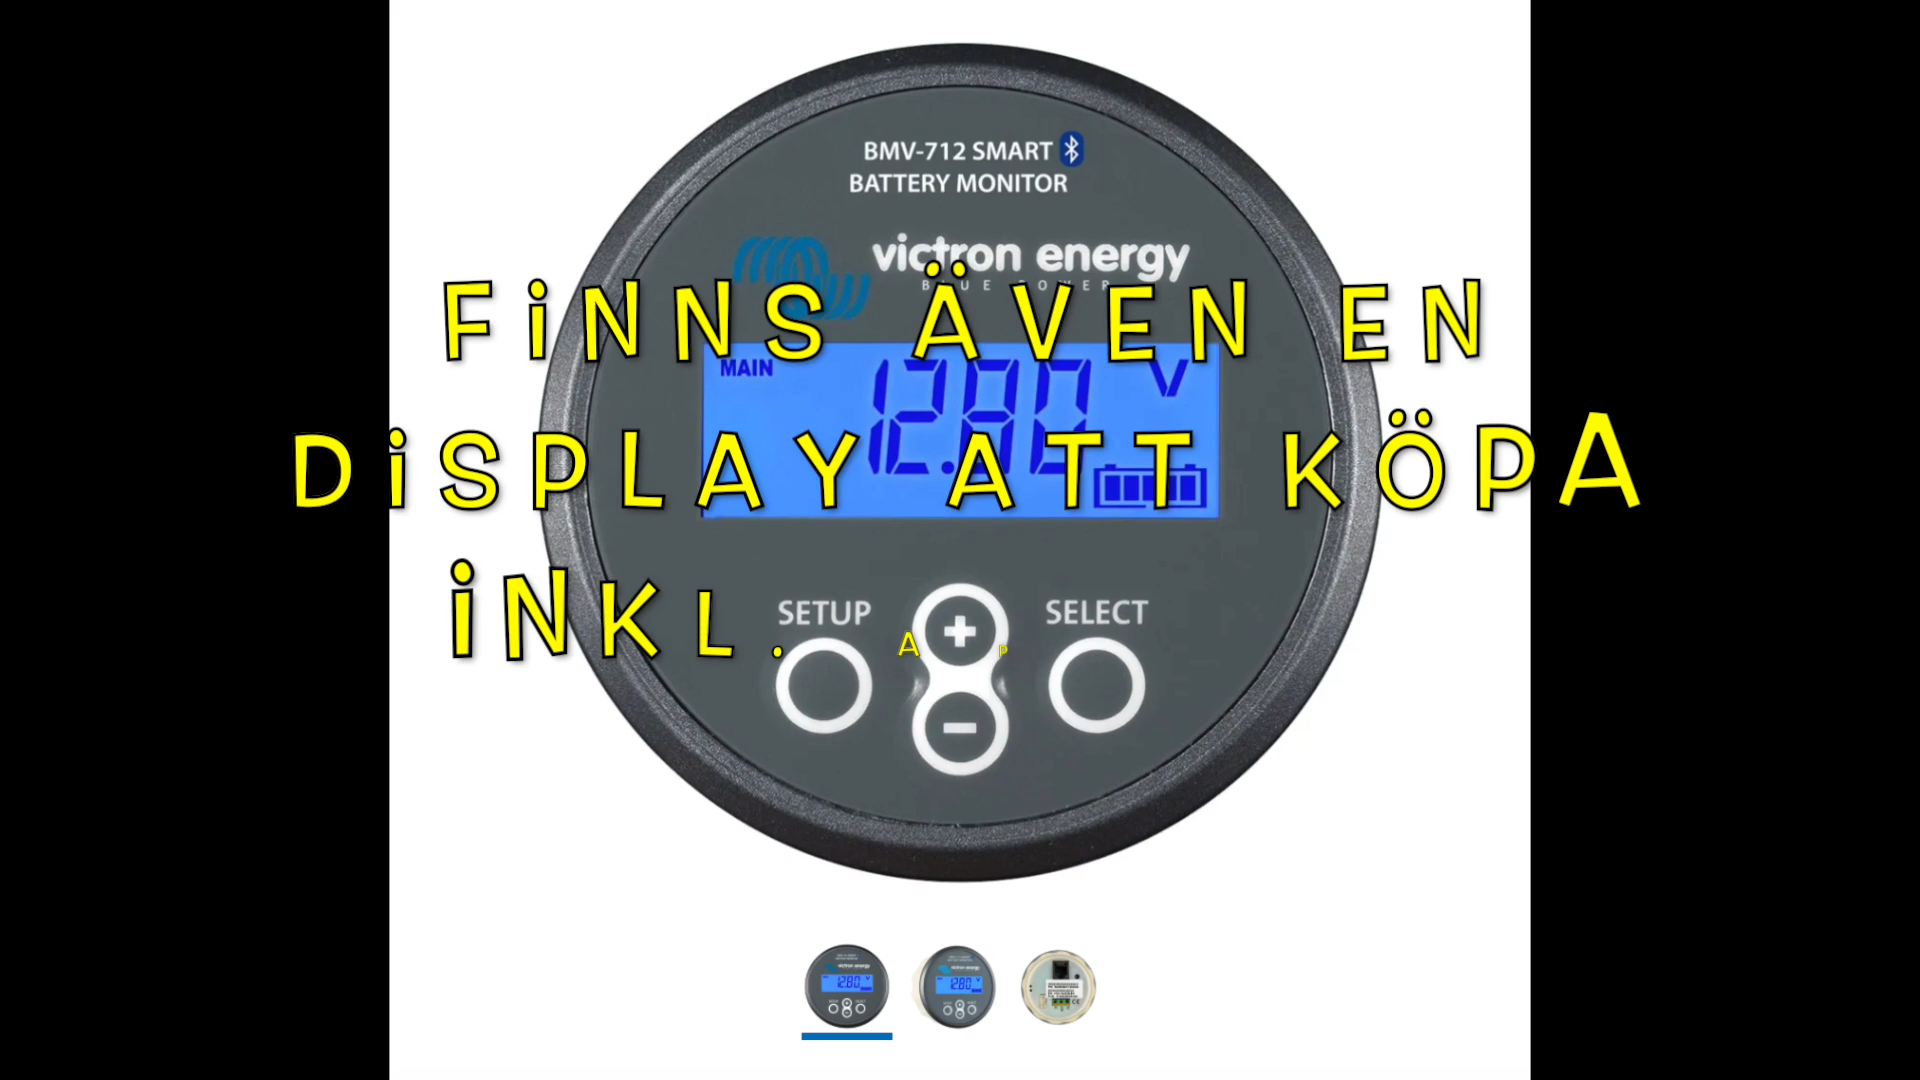 BMV-712 SMART
BATTERY MONITOR
victron energy
BLUE POWER
FiNNS ÄVEN EN
MAIN 12.80 V
DiSPLAY ATT KÖPA
iNKL. AP
SETUP SELECT